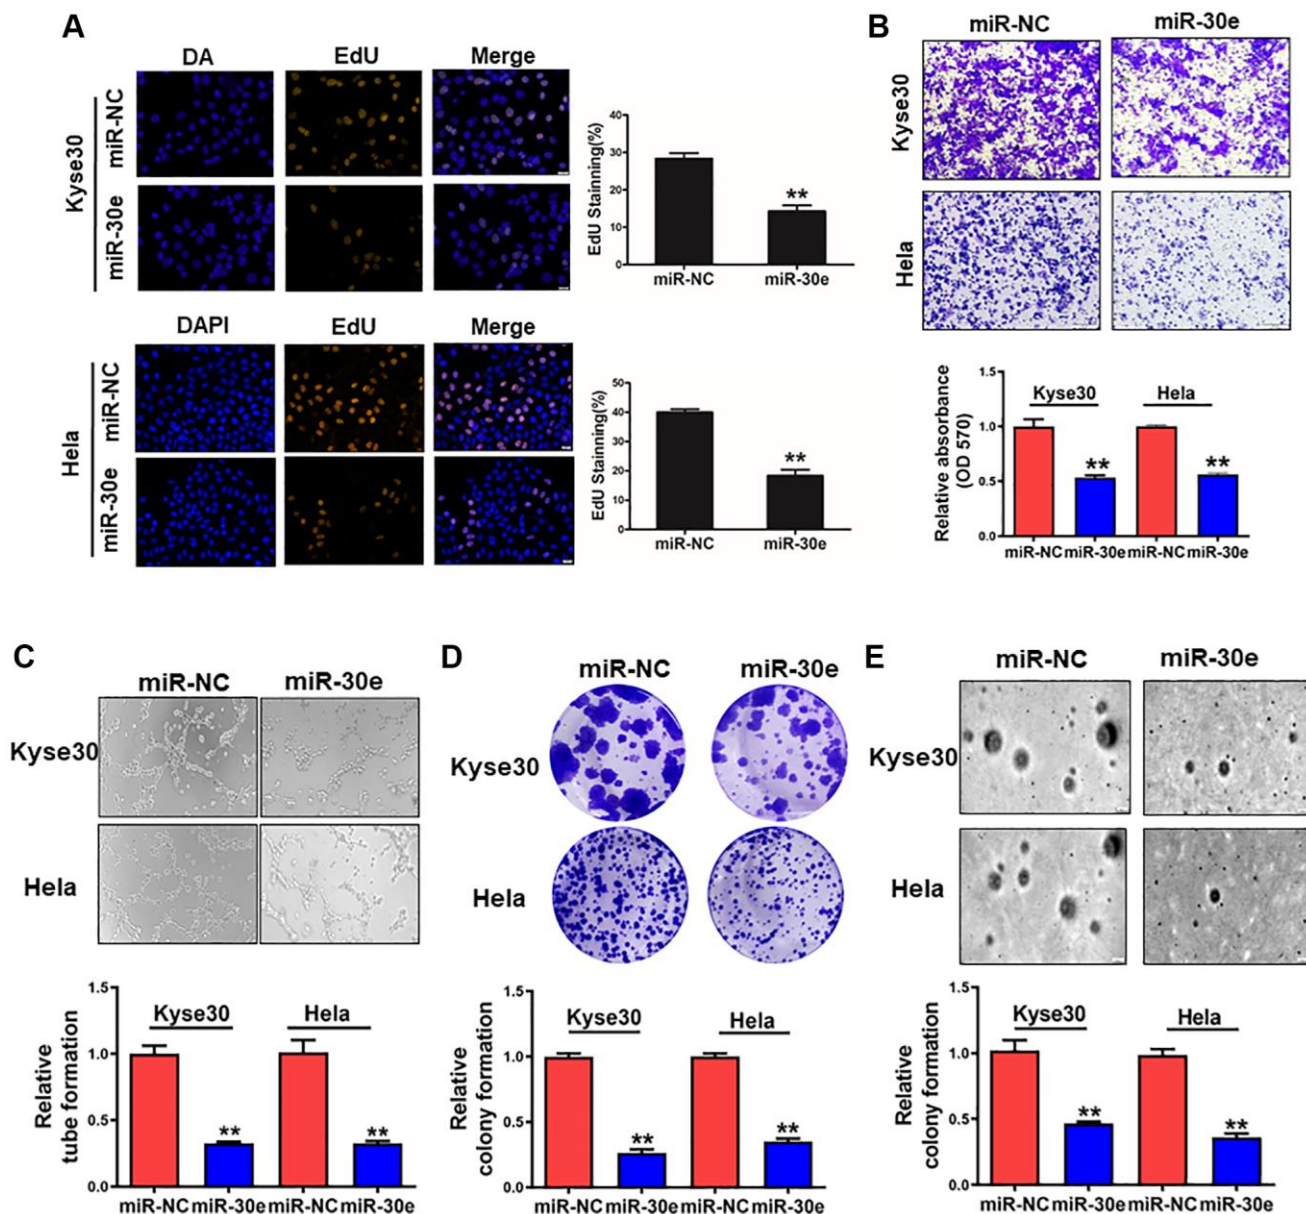 A
DA
EdU
Merge
Kyse30
miR-NC
miR-30e
EdU Stainning(%)
40
30
20
10
0
miR-NC
miR-30e
**
DAPI
EdU
Merge
Hela
miR-NC
miR-30e
EdU Stainning(%)
50
40
30
20
10
0
miR-NC
miR-30e
**
B
miR-NC
miR-30e
Kyse30
Hela
Relative absorbance
(OD 570)
1.5
1.0
0.5
0.0
Kyse30
Hela
**
**
miR-NC miR-30e miR-NC miR-30e
C
miR-NC
miR-30e
Kyse30
Hela
Relative
tube formation
1.5
1.0
0.5
0.0
Kyse30
Hela
**
**
miR-NC miR-30e miR-NC miR-30e
D
miR-NC
miR-30e
Kyse30
Hela
Relative
colony formation
1.5
1.0
0.5
0.0
Kyse30
Hela
**
**
miR-NC miR-30e miR-NC miR-30e
E
miR-NC
miR-30e
Kyse30
Hela
Relative
colony formation
1.5
1.0
0.5
0.0
Kyse30
Hela
**
**
miR-NC miR-30e miR-NC miR-30e